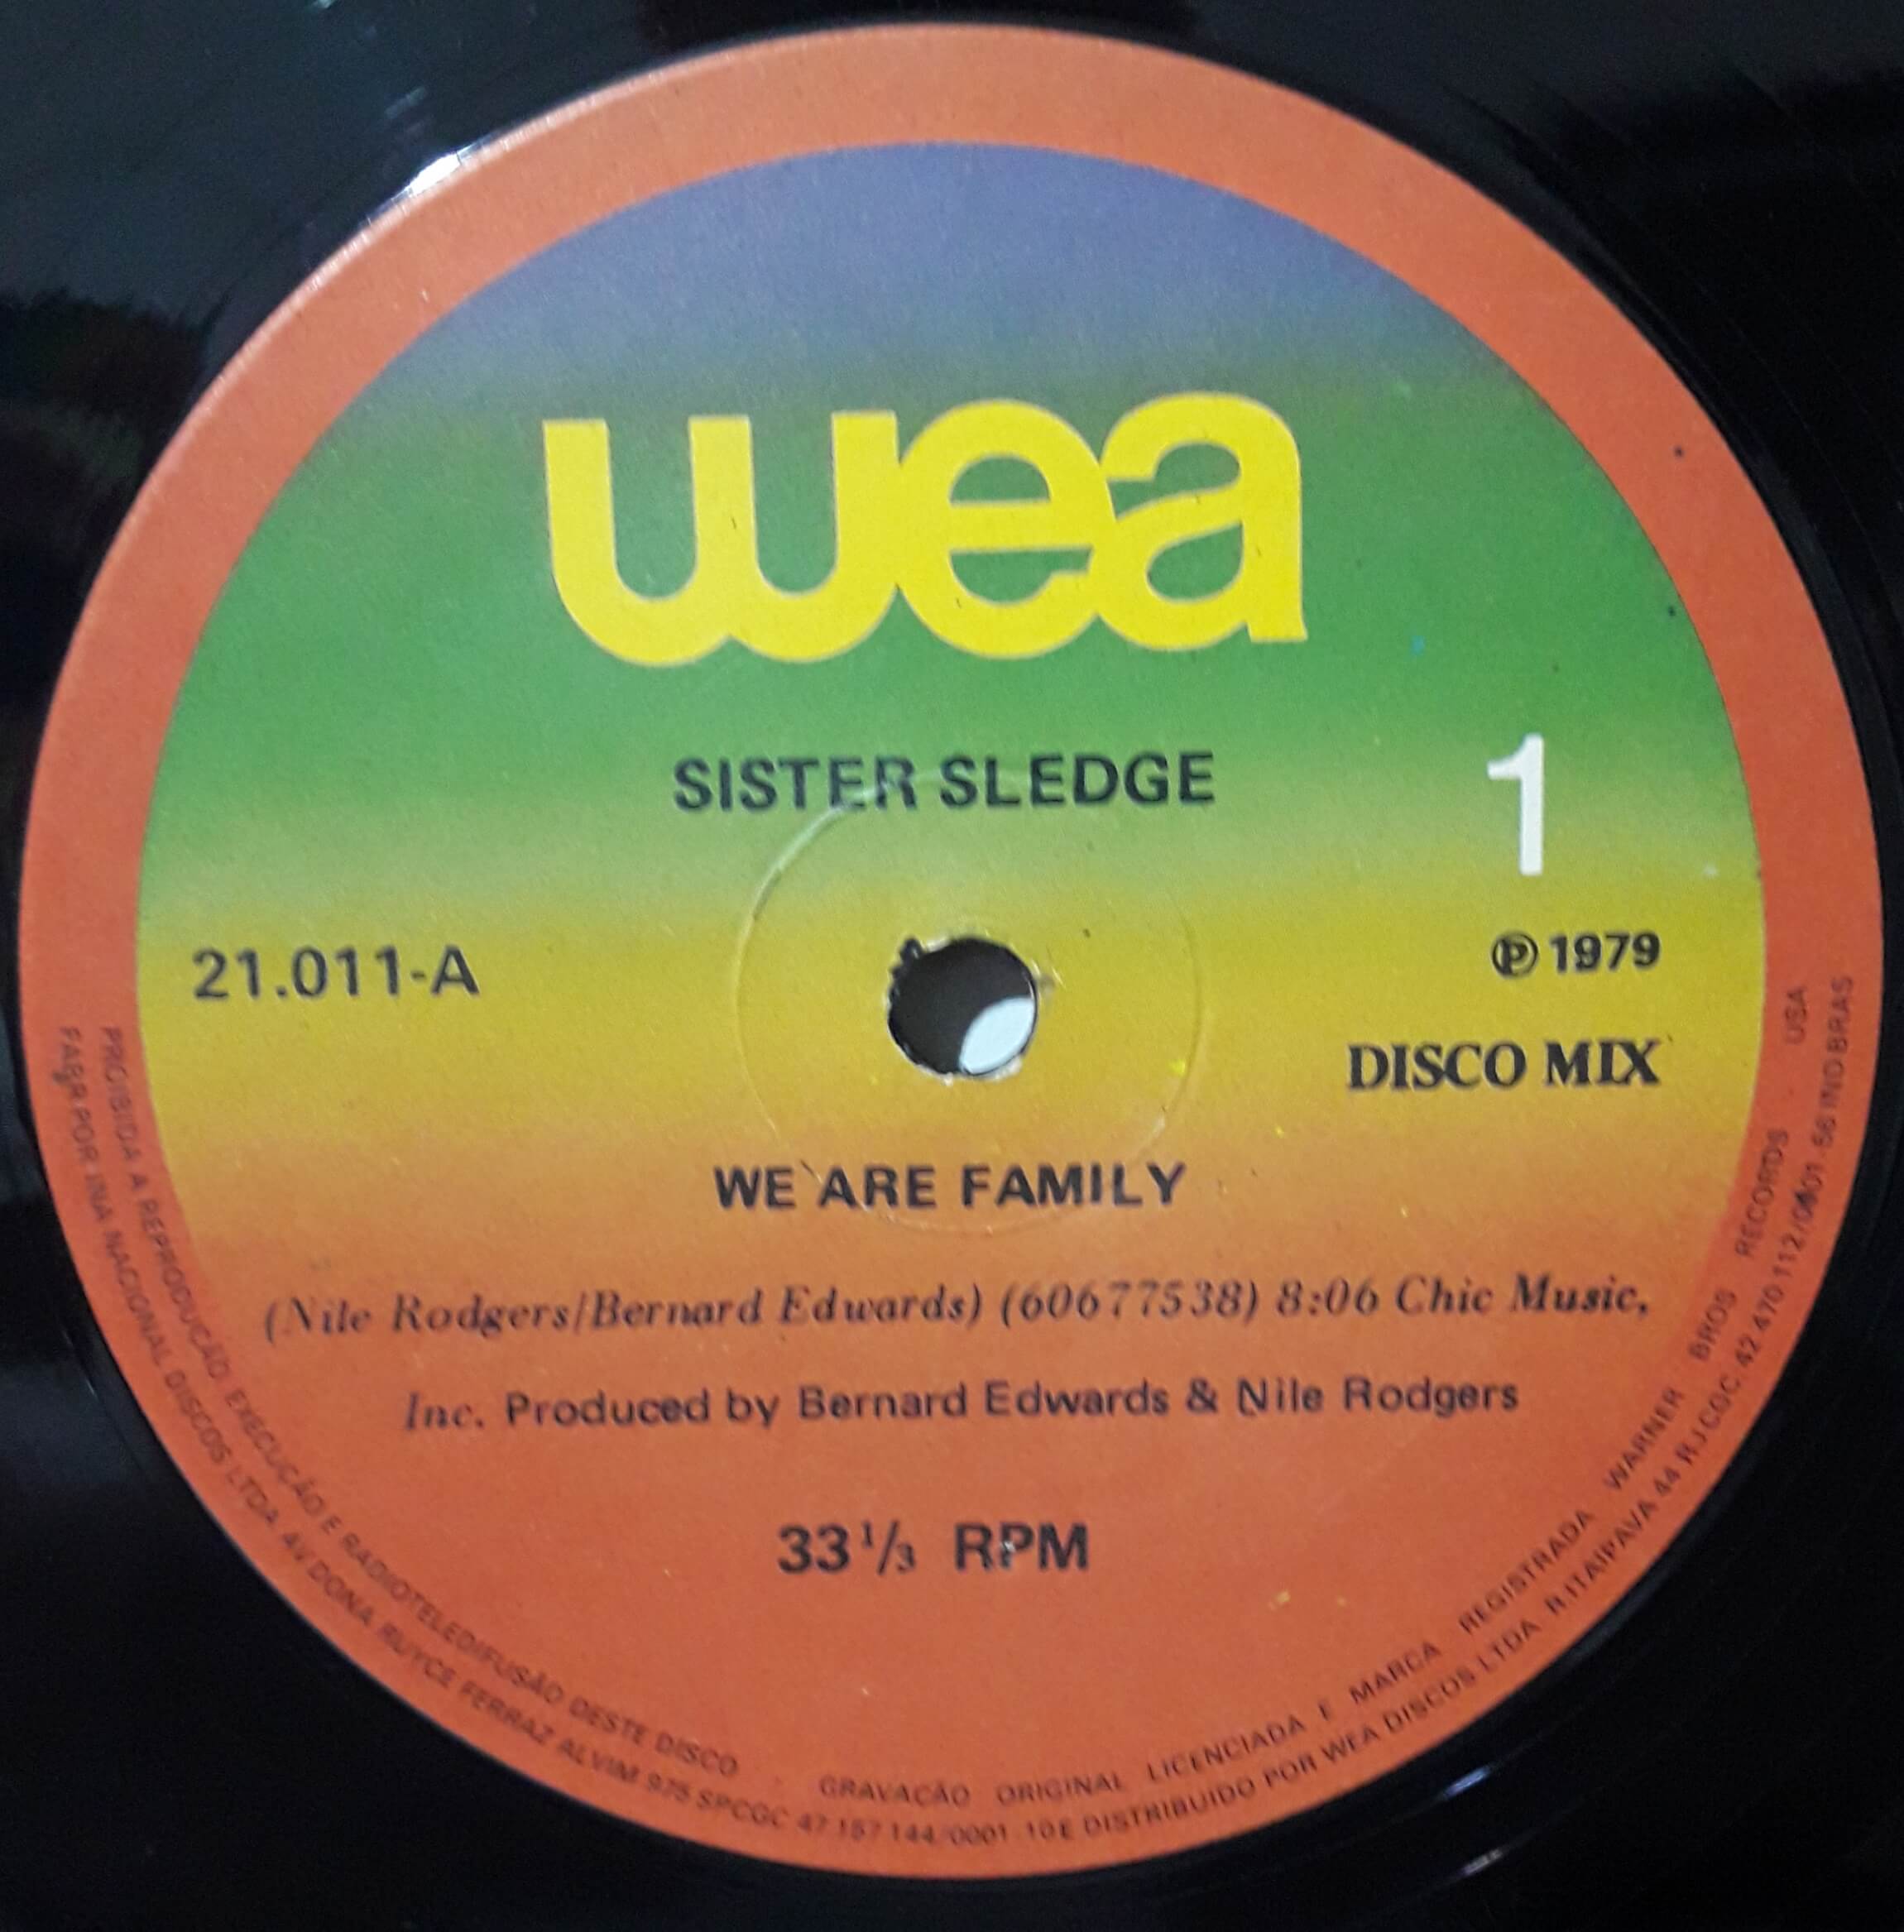 wea
SISTER SLEDGE
1
21.011-A
℗ 1979
DISCO MIX
WE ARE FAMILY
(Nile Rodgers/Bernard Edwards) (60677538) 8:06 Chic Music,
Inc. Produced by Bernard Edwards & Nile Rodgers
33 1/3 RPM
PROIBIDA A REPRODUÇÃO EXECUÇÃO E RADIOTELEDIFUSÃO DESTE DISCO · GRAVAÇÃO ORIGINAL LICENCIADA E MARCA REGISTRADA WARNER BROS RECORDS · USA
FABR POR INA NACIONAL DISCOS LTDA AV DONA RUYCE FERRAZ ALVIM 975 SPCGC 47 157 144/0001 10 E DISTRIBUIDO POR WEA DISCOS LTDA R.ITAIPAVA 44 RJ CGC 42 470 112/0001-56 IND BRAS